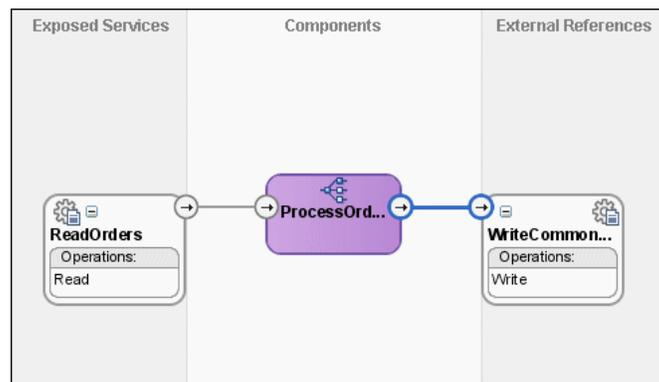 Exposed Services
Components
External References
ReadOrders
Operations:
Read
ProcessOrd...
WriteCommon...
Operations:
Write